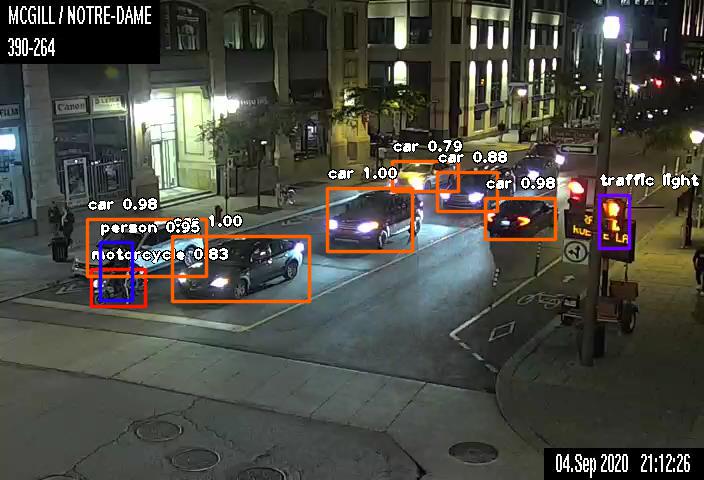 MCGILL / NOTRE-DAME
390-264
Canon
car 0.79
car 0.88
car 1.00
car 0.98
traffic light
car 0.98
car 1.00
person 0.95
motorcycle 0.83
04.Sep 2020 21:12:26